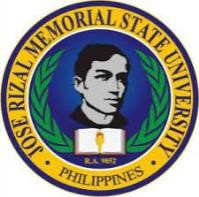 · JOSE RIZAL MEMORIAL STATE UNIVERSITY ·
R.A. 9852
PHILIPPINES